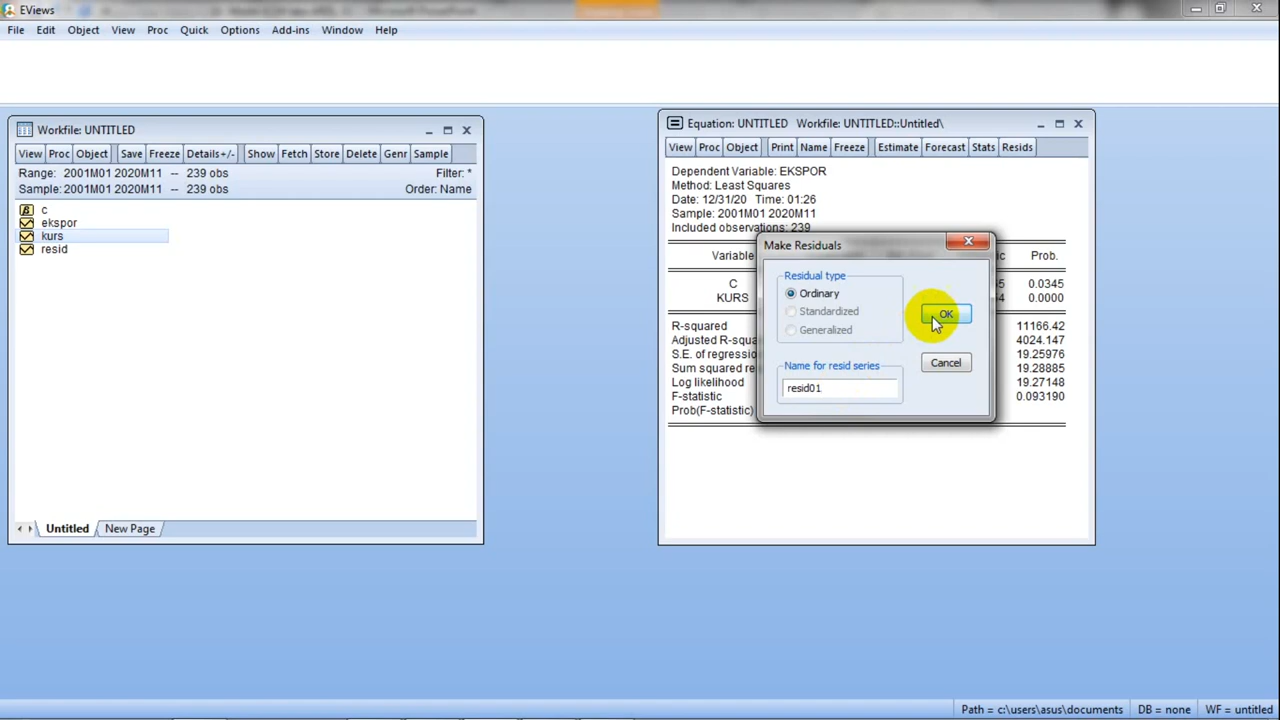 EViews
File Edit Object View Proc Quick Options Add-ins Window Help
Workfile: UNTITLED
View Proc Object Save Freeze Details+/- Show Fetch Store Delete Genr Sample
Range: 2001M01 2020M11 -- 239 obs Filter: *
Sample: 2001M01 2020M11 -- 239 obs Order: Name
c
ekspor
kurs
resid
Untitled New Page
Equation: UNTITLED Workfile: UNTITLED::Untitled\
View Proc Object Print Name Freeze Estimate Forecast Stats Resids
Dependent Variable: EKSPOR
Method: Least Squares
Date: 12/31/20 Time: 01:26
Sample: 2001M01 2020M11
Included observations: 239
Variable Prob.
C 0.0345
KURS 0.0000
R-squared 11166.42
Adjusted 4024.147
S.E. of 19.25976
Sum squared 19.28885
Log likelihood 19.27148
F-statistic 0.093190
Prob(F-statistic)
Make Residuals
Residual type
Ordinary
Standardized
Generalized
OK
Cancel
Name for resid series
resid01
Path = c:\users\asus\documents DB = none WF = untitled